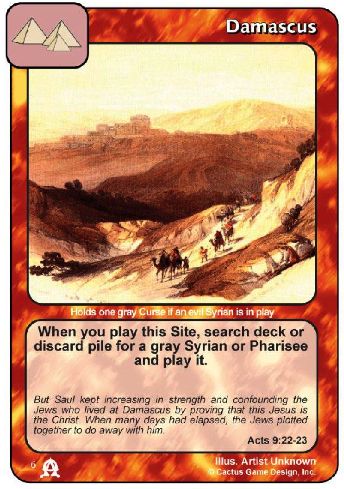 Damascus
Holds one gray Curse if an evil Syrian is in play
When you play this Site, search deck or
discard pile for a gray Syrian or Pharisee
and play it.
But Saul kept increasing in strength and confounding the
Jews who lived at Damascus by proving that this Jesus is
the Christ. When many days had elapsed, the Jews plotted
together to do away with him.
Acts 9:22-23
Illus. Artist Unknown
6 © Cactus Game Design, Inc.